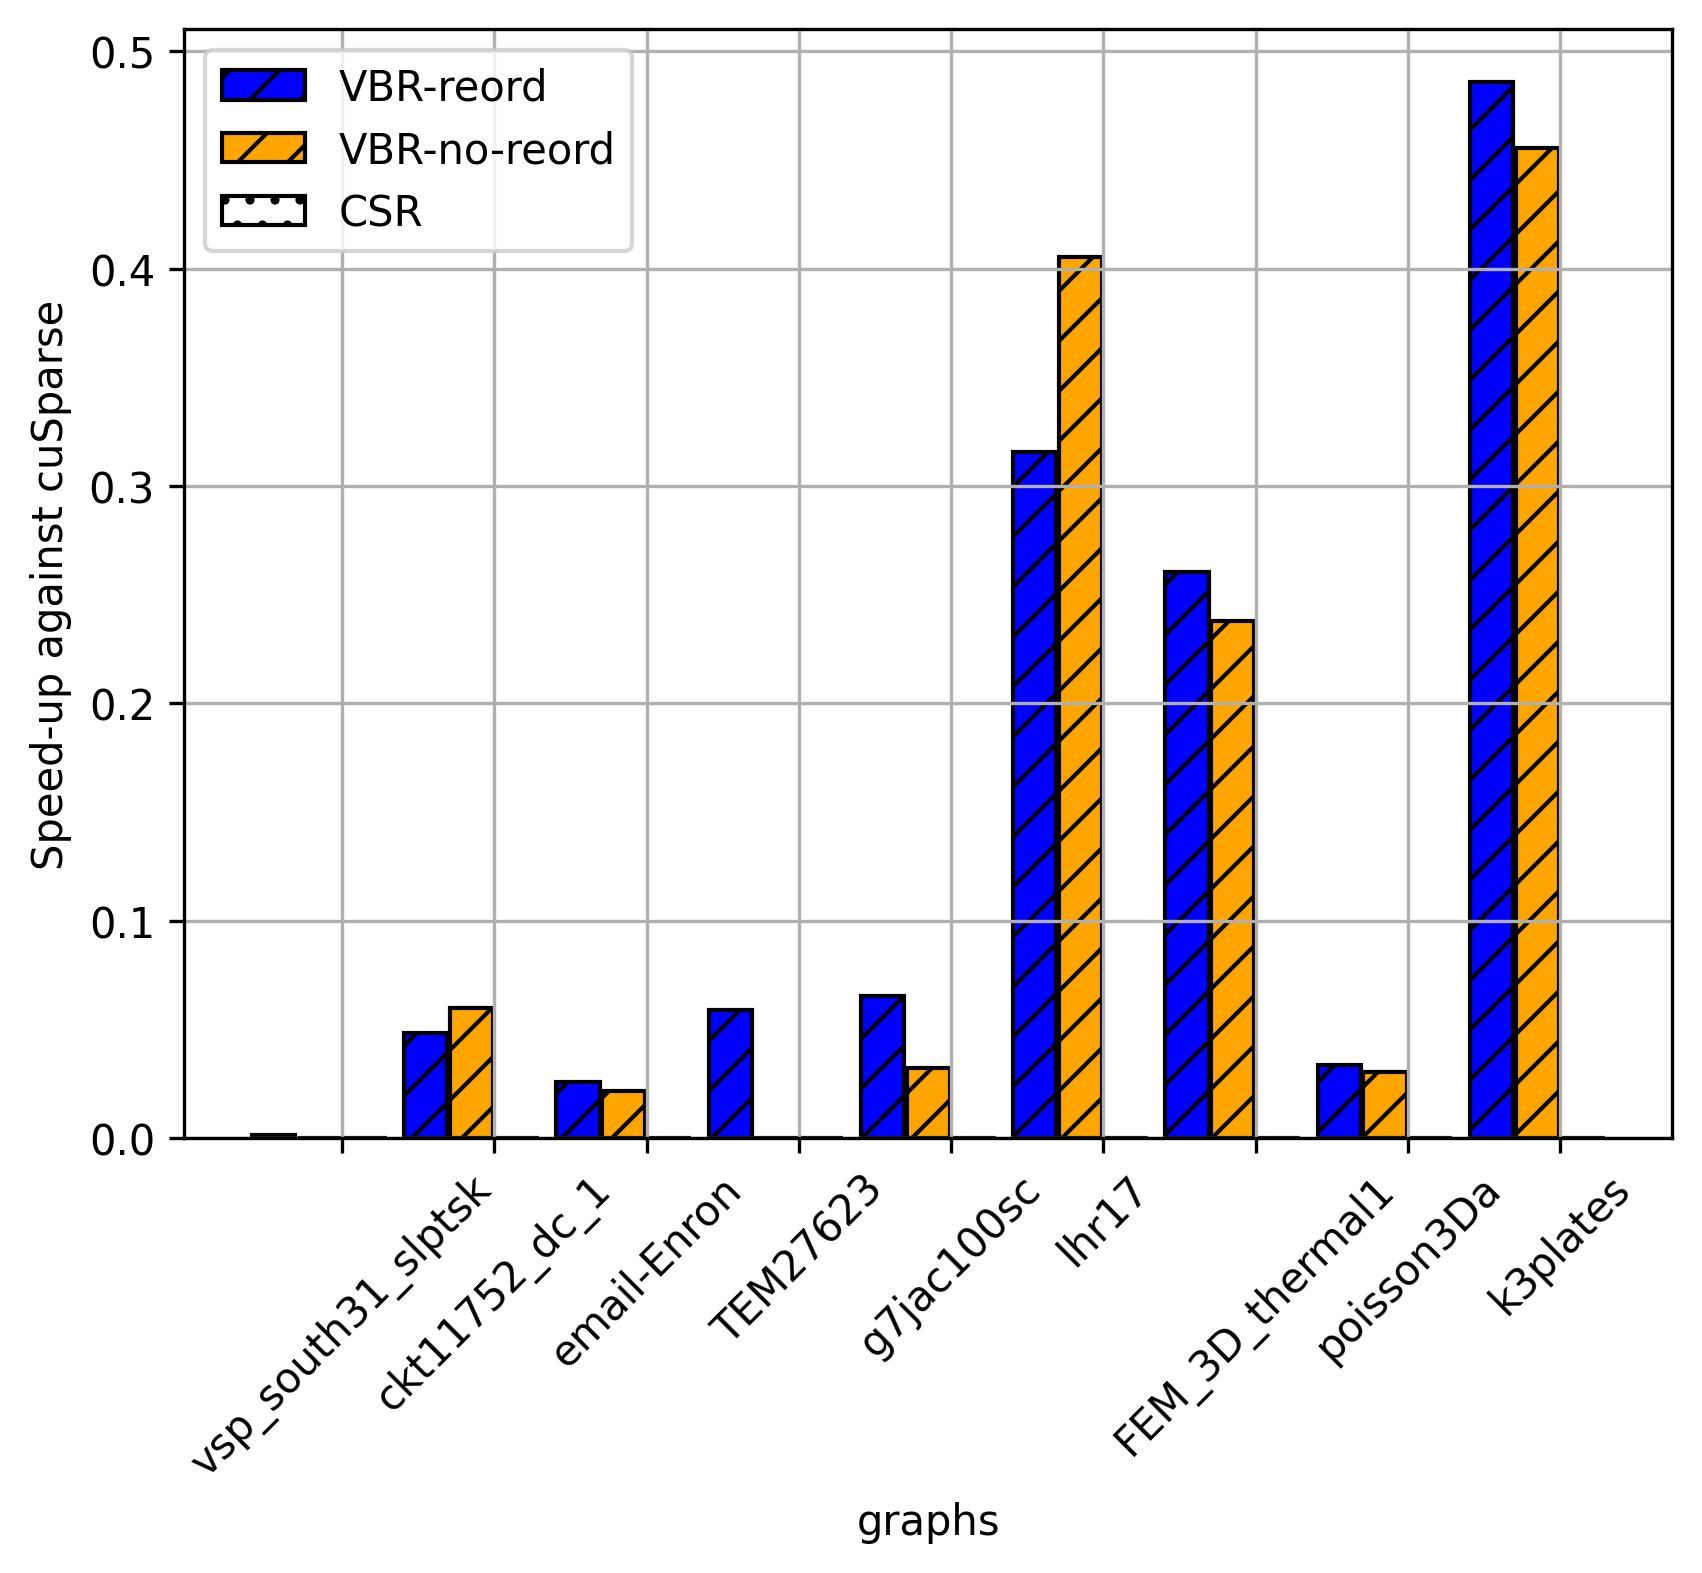 VBR-reord
VBR-no-reord
CSR
Speed-up against cuSparse
0.5
0.4
0.3
0.2
0.1
0.0
vsp_south31_slptsk
ckt11752_dc_1
email-Enron
TEM27623
g7jac100sc
lhr17
FEM_3D_thermal1
poisson3Da
k3plates
graphs